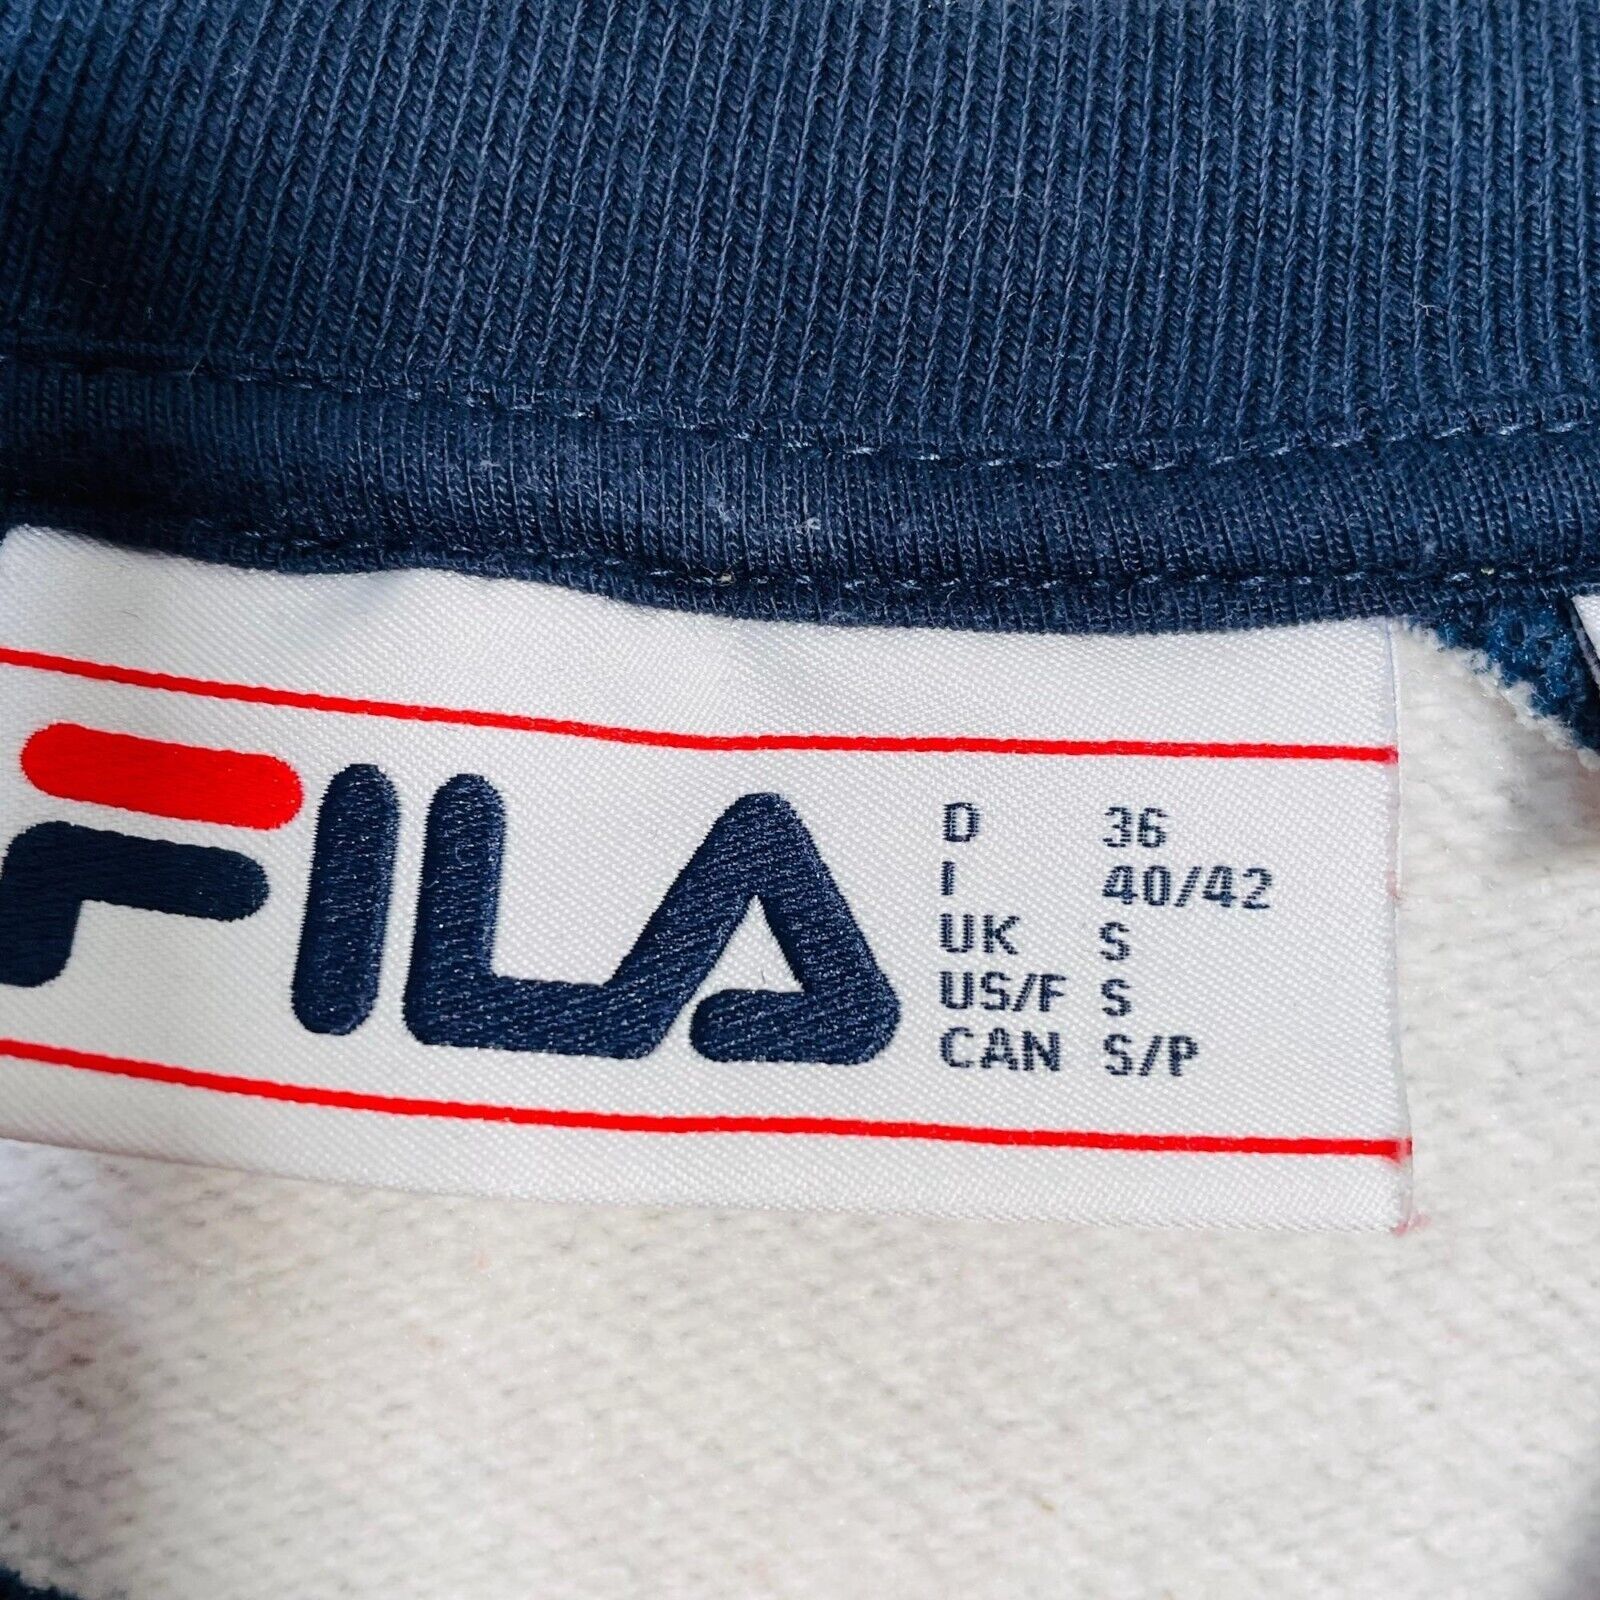 FILA
D 36
I 40/42
UK S
US/F S
CAN S/P